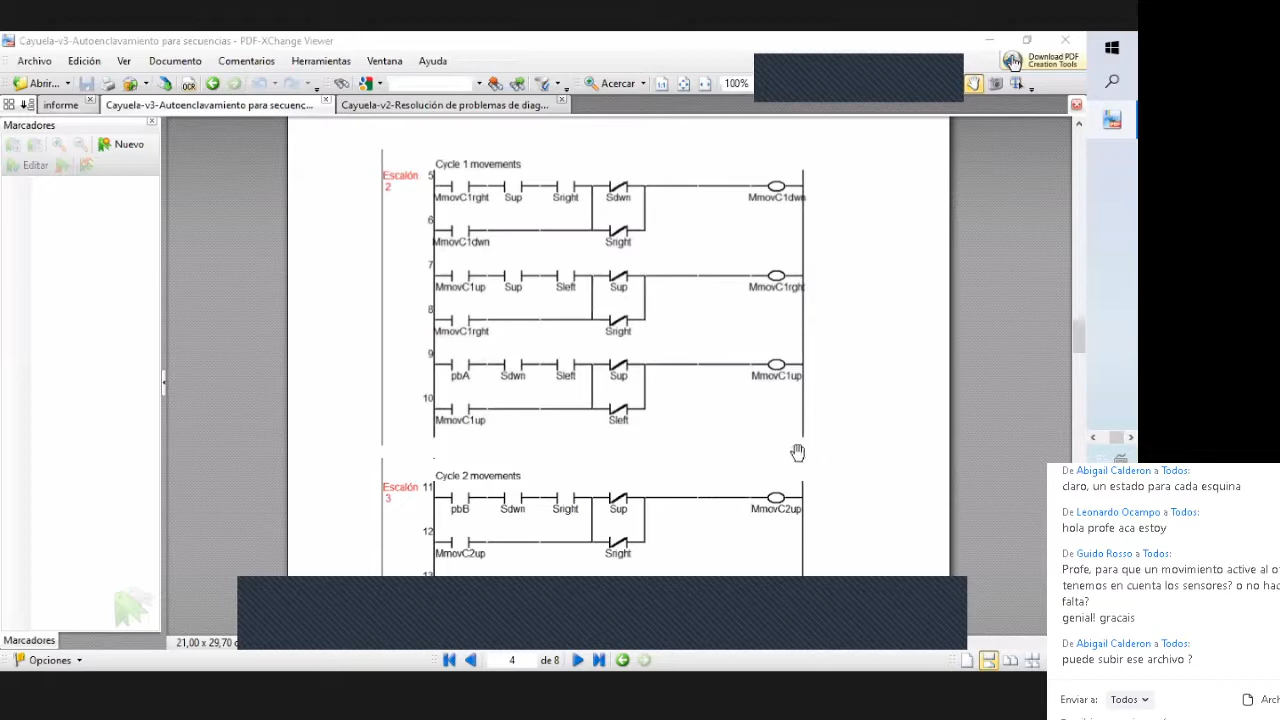 Cayuela-v3-Autoenclavamiento para secuencias - PDF-XChange Viewer
Archivo Edición Ver Documento Comentarios Herramientas Ventana Ayuda
Download PDF
Creation Tools
Abrir... OCR Acercar 100%
informe Cayuela-v3-Autoenclavamiento para secuenc... Cayuela-v2-Resolución de problemas de diag...
Marcadores
Nuevo
Editar
Cycle 1 movements
Escalón
2
5
MmovC1rght Sup Sright Sdwn MmovC1dwn
6
MmovC1dwn Sright
7
MmovC1up Sup Sleft Sup MmovC1rght
8
MmovC1rght Sright
9
pbA Sdwn Sleft Sup MmovC1up
10
MmovC1up Sleft
Cycle 2 movements
Escalón
3
11
pbB Sdwn Sright Sup MmovC2up
12
MmovC2up Sright
Marcadores
21,00 x 29,70
Opciones
4 de 8
De Abigail Calderon a Todos:
claro, un estado para cada esquina
De Leonardo Ocampo a Todos:
hola profe aca estoy
De Guido Rosso a Todos:
Profe, para que un movimiento active al o
tenemos en cuenta los sensores? o no hac
falta?
genial! gracais
De Abigail Calderon a Todos:
puede subir ese archivo ?
Enviar a: Todos Arch